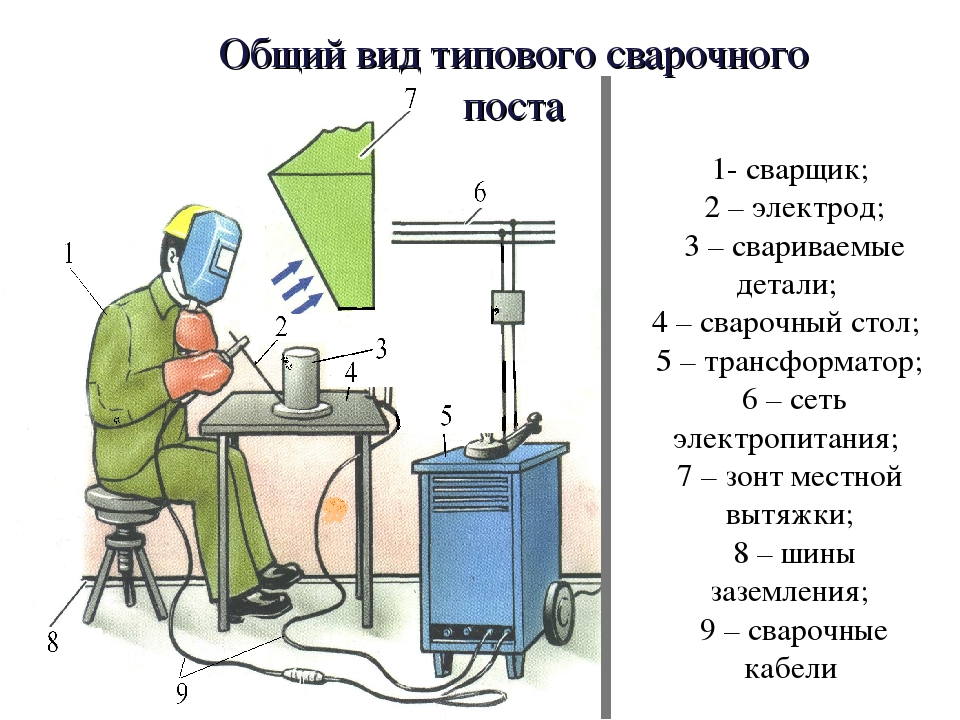 Общий вид типового сварочного
поста
1- сварщик;
2 – электрод;
3 – свариваемые
детали;
4 – сварочный стол;
5 – трансформатор;
6 – сеть
электропитания;
7 – зонт местной
вытяжки;
8 – шины
заземления;
9 – сварочные
кабели
7
6
1
2
3
4
5
8
9